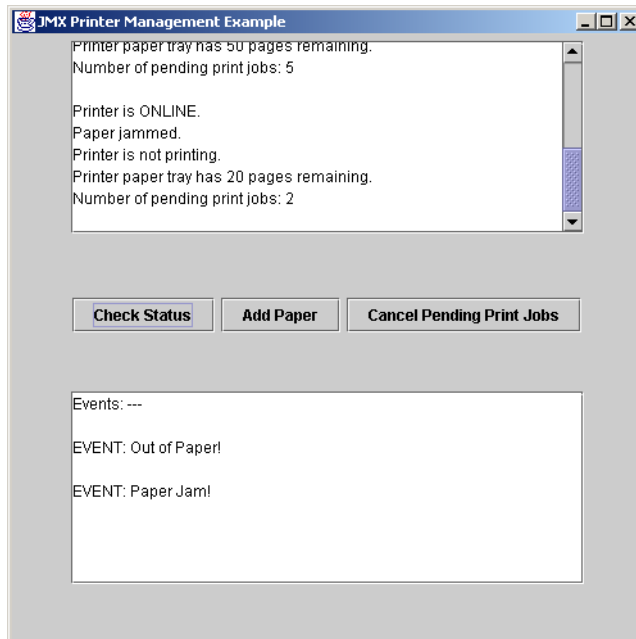 JMX Printer Management Example
Printer paper tray has 50 pages remaining.
Number of pending print jobs: 5
Printer is ONLINE.
Paper jammed.
Printer is not printing.
Printer paper tray has 20 pages remaining.
Number of pending print jobs: 2
Check Status Add Paper Cancel Pending Print Jobs
Events: ---
EVENT: Out of Paper!
EVENT: Paper Jam!